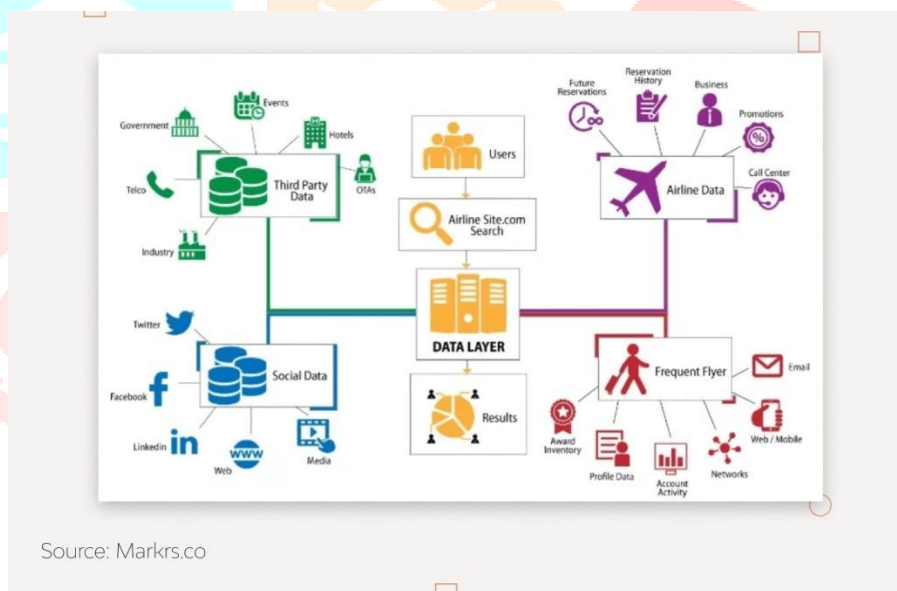 Government
Events
Hotels
OTAs
Telco
Industry
Third Party
Data
Users
Airline Site.com
Search
DATA LAYER
Results
Future
Reservations
Reservation
History
Business
Promotions
Call Center
Airline Data
Twitter
Facebook
Linkedin
in
Web
www
Media
Social Data
Frequent Flyer
Email
Web / Mobile
Networks
Account
Activity
Profile Data
Award
Inventory
Source: Markrs.co